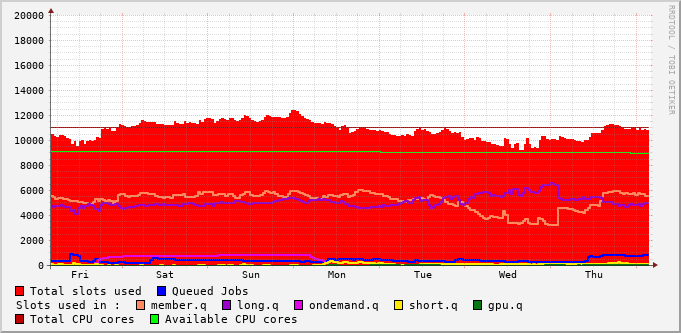 RRDTOOL / TOBI OETIKER
20000
18000
16000
14000
12000
10000
8000
6000
4000
2000
0
Fri Sat Sun Mon Tue Wed Thu
Total slots used Queued Jobs
Slots used in : member.q long.q ondemand.q short.q gpu.q
Total CPU cores Available CPU cores